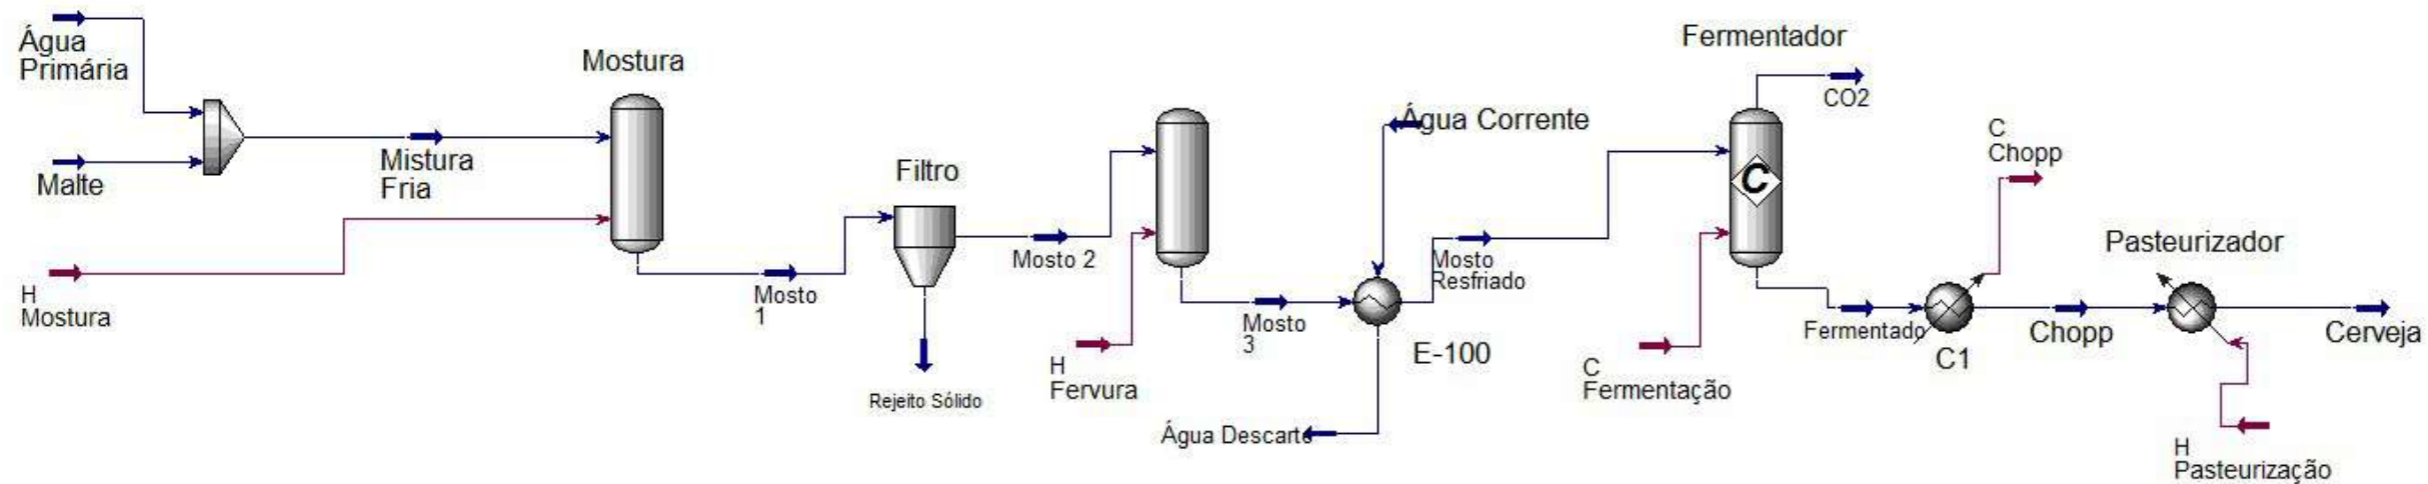 Água
Primária
Malte
H
Mostura
Mistura
Fria
Mostura
Mosto
1
Filtro
Rejeito Sólido
Mosto 2
H
Fervura
Mosto
3
Água Corrente
E-100
Água Descarte
Mosto
Resfriado
Fermentador
C
CO2
C
Fermentação
Fermentado
C1
C
Chopp
Chopp
Pasteurizador
H
Pasteurização
Cerveja